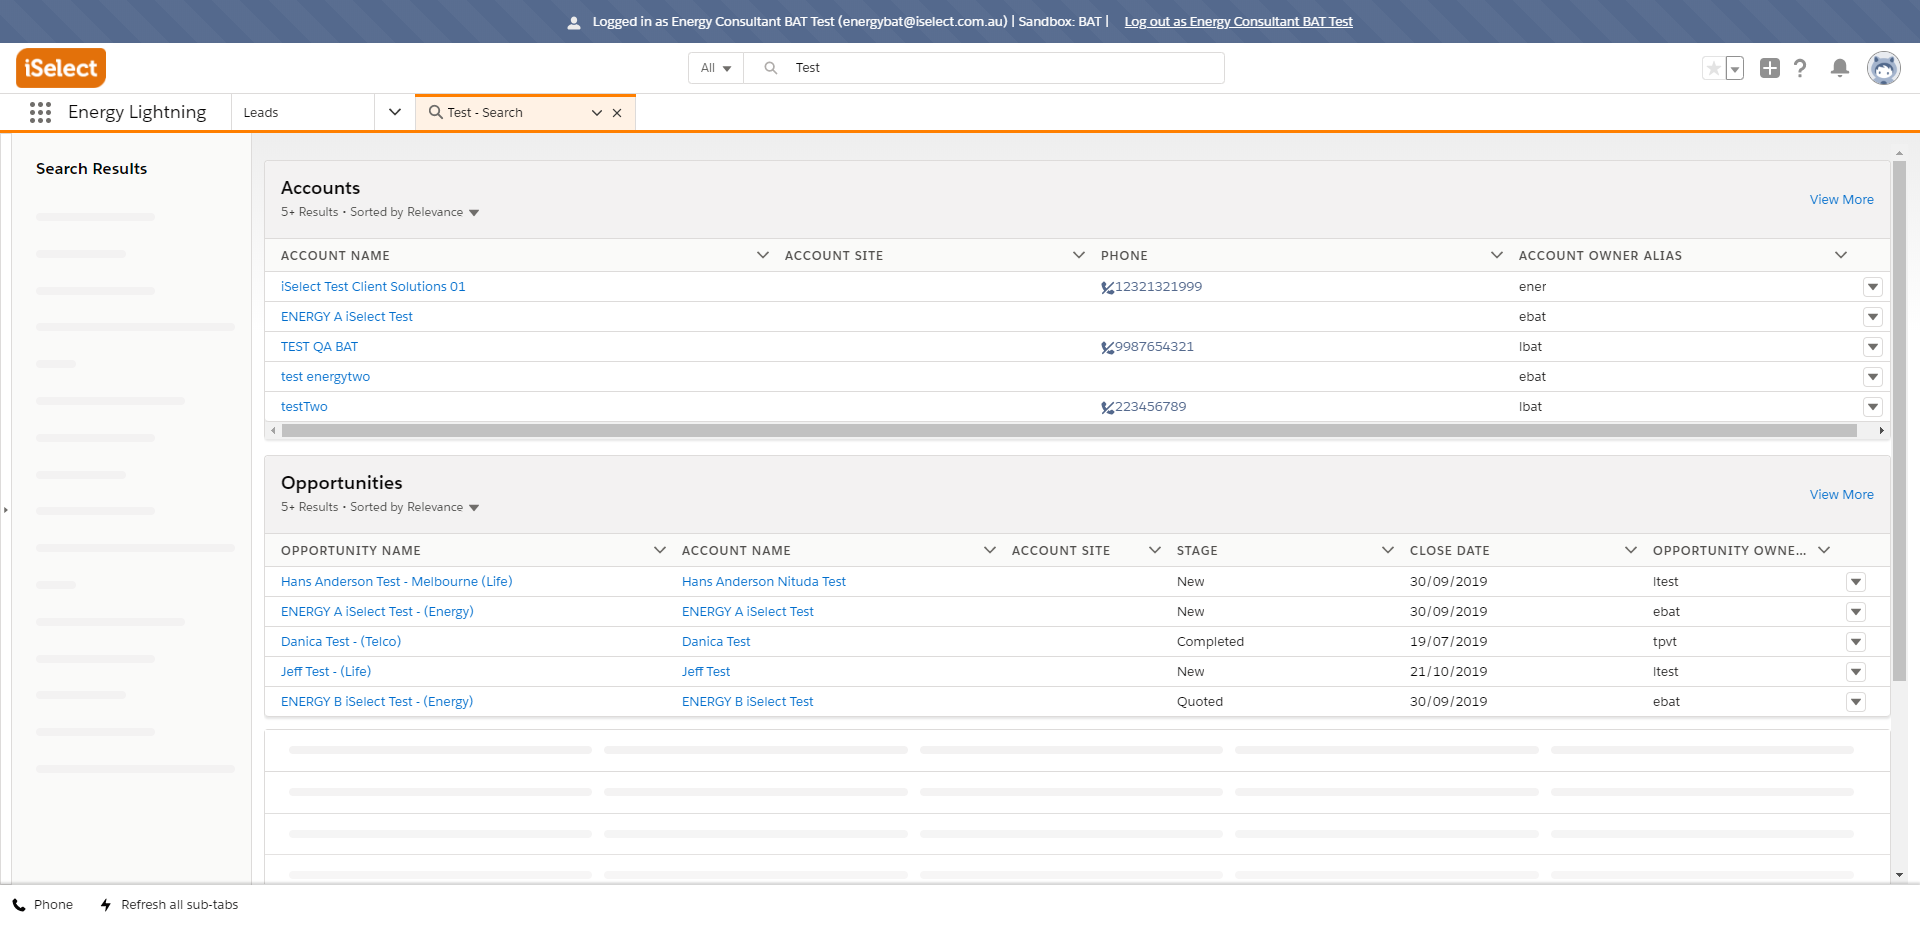 Logged in as Energy Consultant BAT Test (energybat@iselect.com.au) | Sandbox: BAT | Log out as Energy Consultant BAT Test
iSelect
All Test
Energy Lightning Leads Test - Search
Search Results
Accounts
5+ Results • Sorted by Relevance
View More
ACCOUNT NAME ACCOUNT SITE PHONE ACCOUNT OWNER ALIAS
iSelect Test Client Solutions 01 12321321999 ener
ENERGY A iSelect Test ebat
TEST QA BAT 9987654321 lbat
test energytwo ebat
testTwo 223456789 lbat
Opportunities
5+ Results • Sorted by Relevance
View More
OPPORTUNITY NAME ACCOUNT NAME ACCOUNT SITE STAGE CLOSE DATE OPPORTUNITY OWNE...
Hans Anderson Test - Melbourne (Life) Hans Anderson Nituda Test New 30/09/2019 ltest
ENERGY A iSelect Test - (Energy) ENERGY A iSelect Test New 30/09/2019 ebat
Danica Test - (Telco) Danica Test Completed 19/07/2019 tpvt
Jeff Test - (Life) Jeff Test New 21/10/2019 ltest
ENERGY B iSelect Test - (Energy) ENERGY B iSelect Test Quoted 30/09/2019 ebat
Phone Refresh all sub-tabs